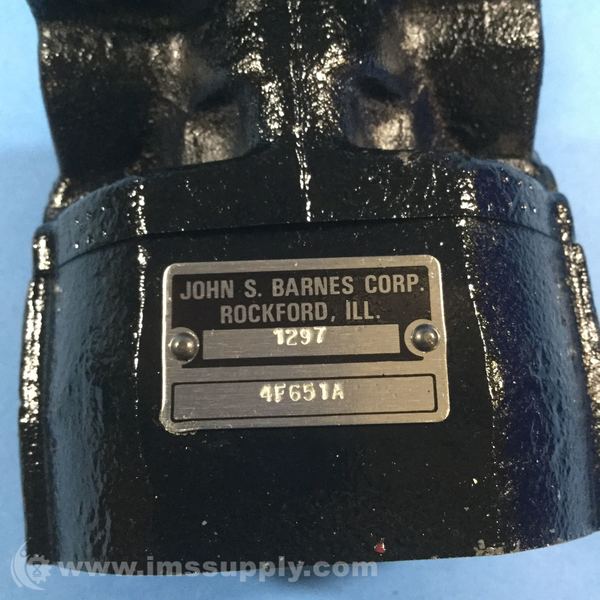 JOHN S. BARNES CORP.
ROCKFORD, ILL.
1297
4F651A
www.imssupply.com